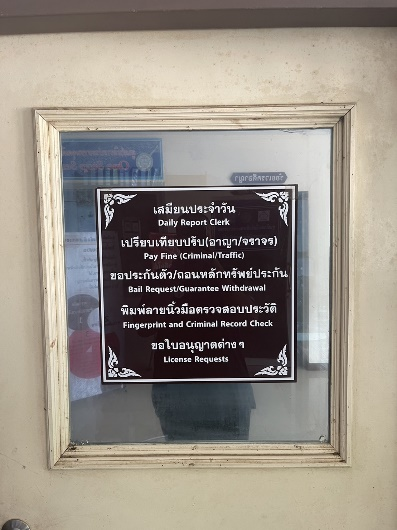 เสมียนประจำวัน
Daily Report Clerk
เปรียบเทียบปรับ(อาญา/จราจร)
Pay Fine (Criminal/Traffic)
ขอประกันตัว/ถอนหลักทรัพย์ประกัน
Bail Request/Guarantee Withdrawal
พิมพ์ลายนิ้วมือตรวจสอบประวัติ
Fingerprint and Criminal Record Check
ขอใบอนุญาตต่าง ๆ
License Requests